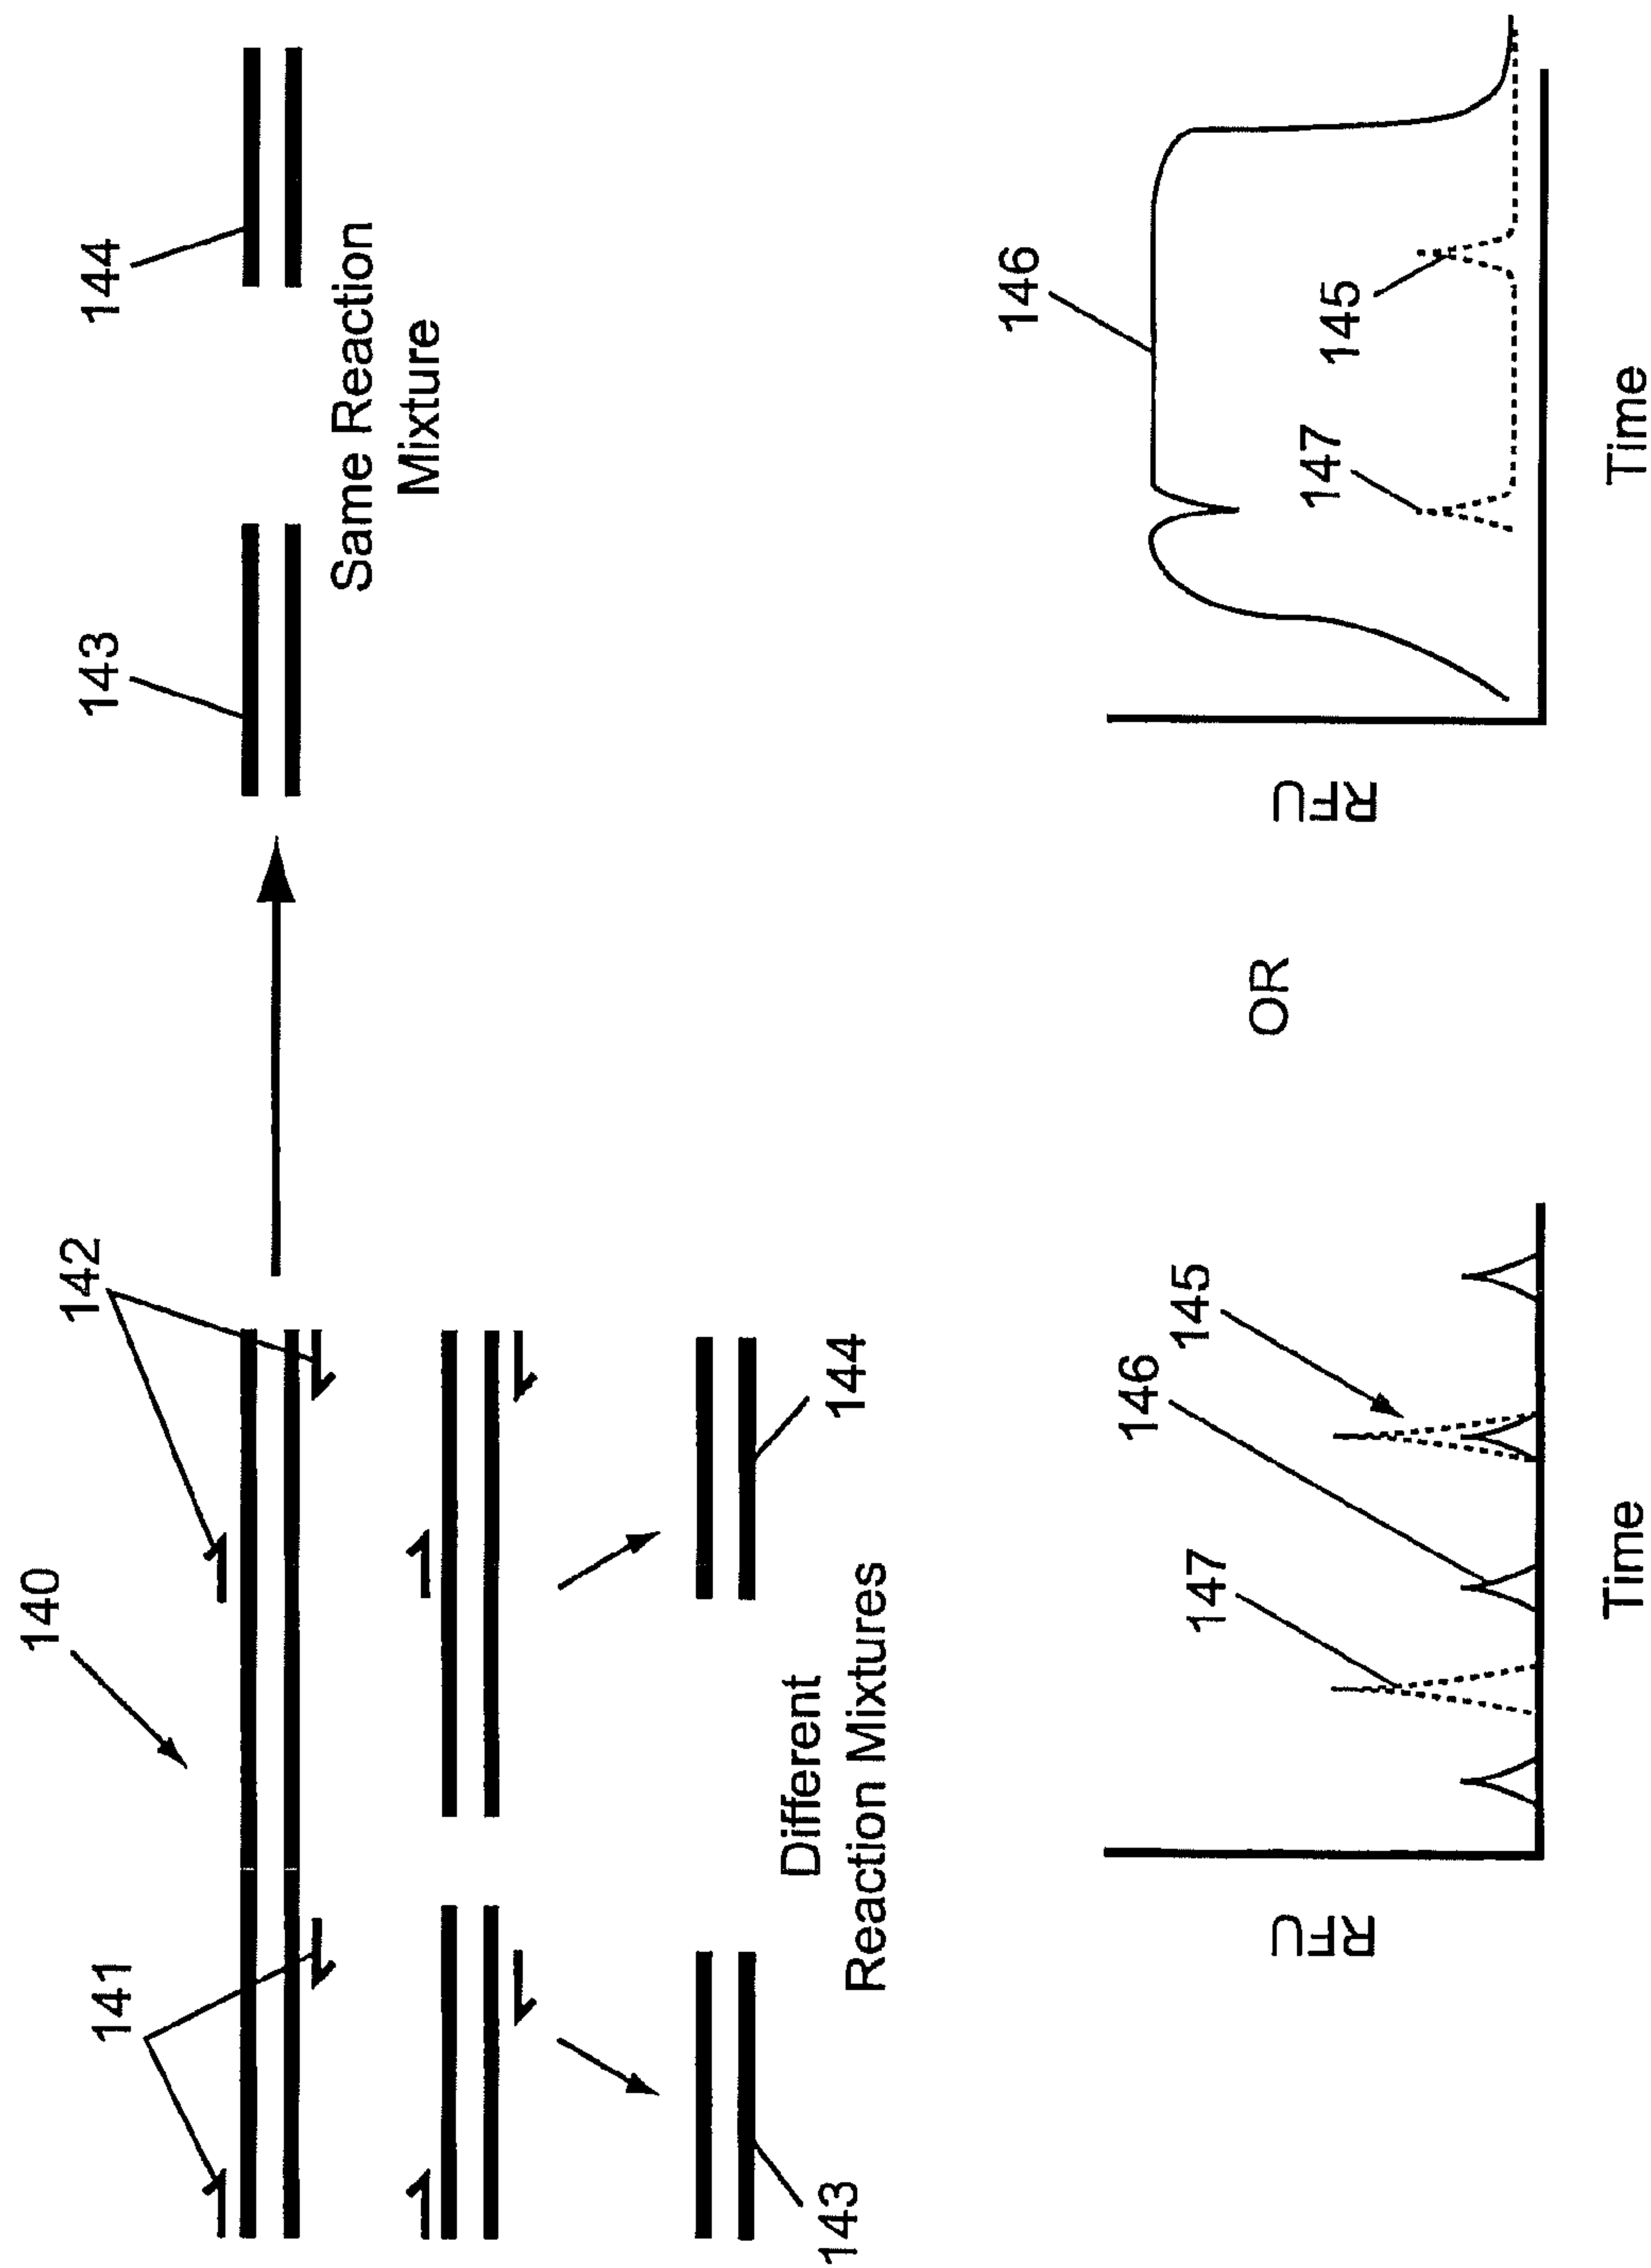 140
141
142
143
144
Same Reaction
Mixture
143
144
Different
Reaction Mixtures
RFU
147
146
145
Time
OR
RFU
146
147
145
Time